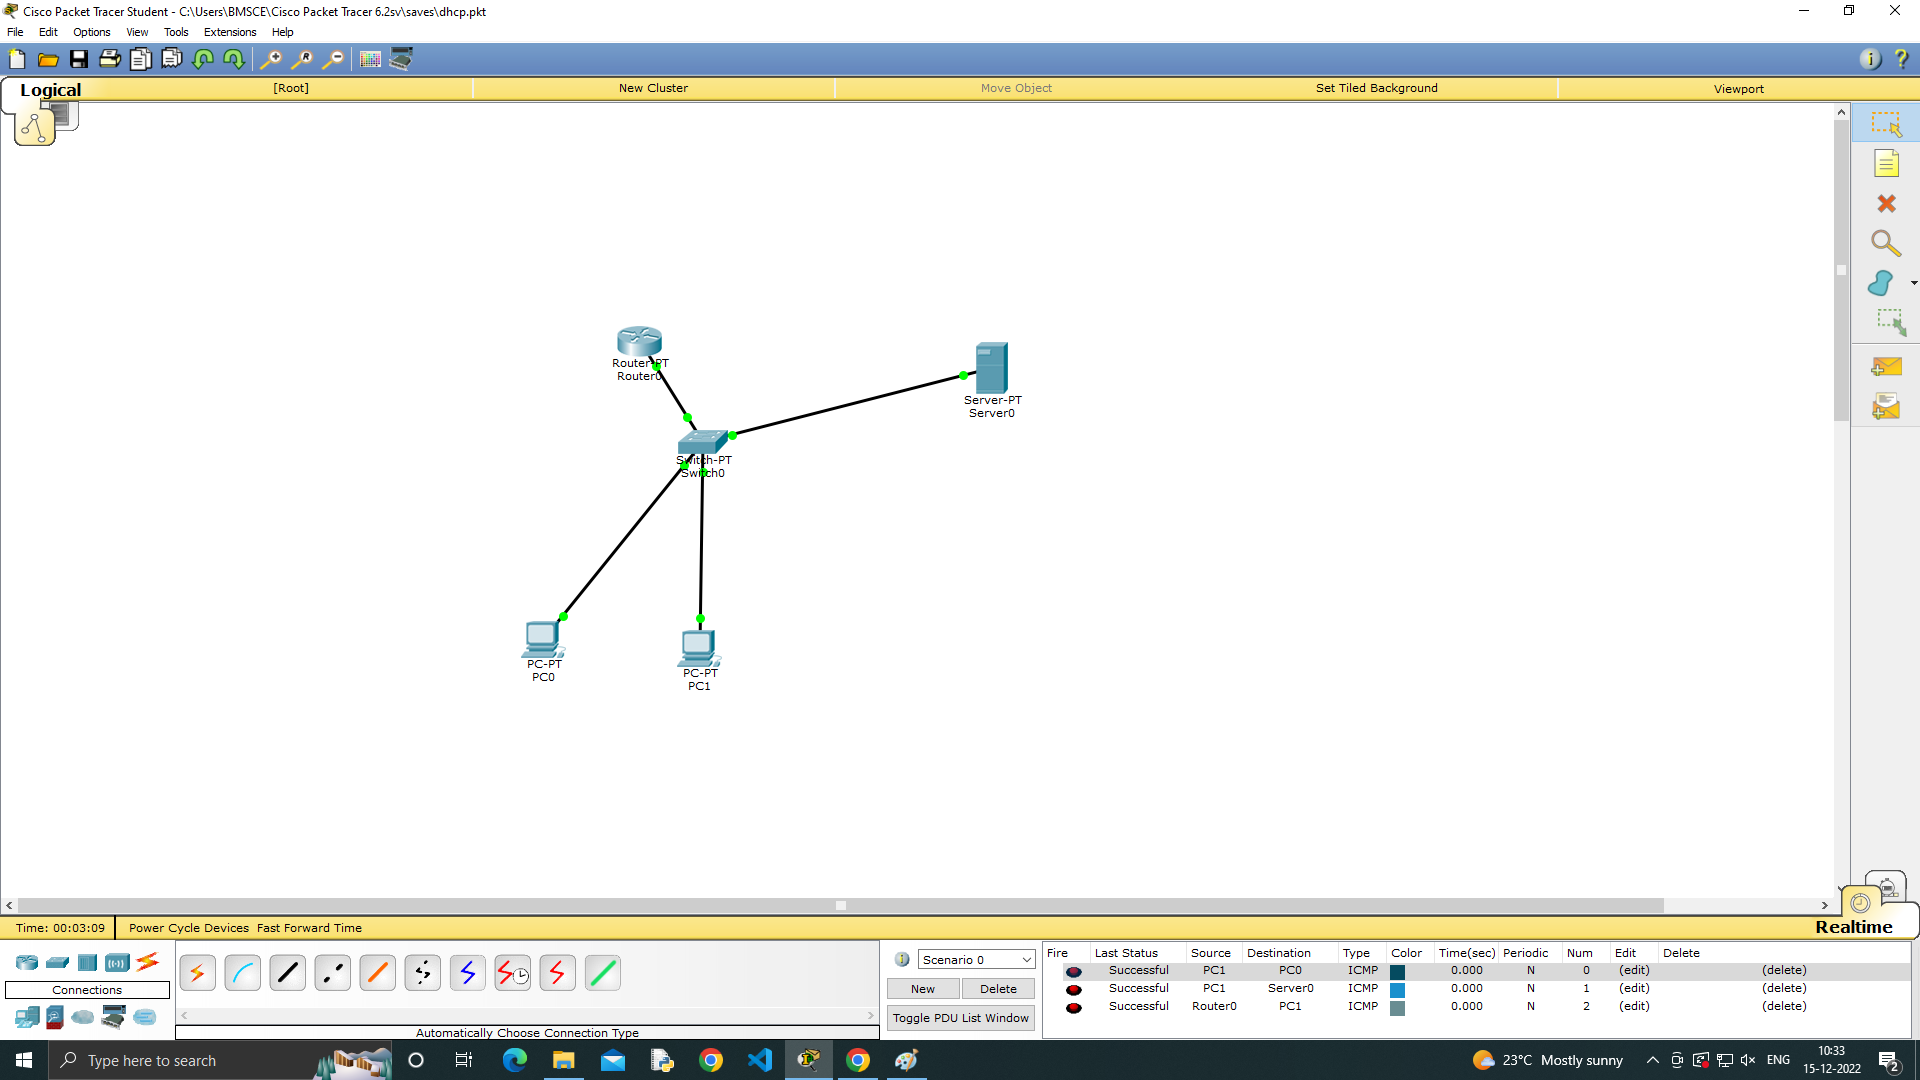 Cisco Packet Tracer Student - C:\Users\BMSCE\Cisco Packet Tracer 6.2sv\saves\dhcp.pkt
File Edit Options View Tools Extensions Help
Logical [Root] New Cluster Move Object Set Tiled Background Viewport
Router-PT
Router0
Server-PT
Server0
Switch-PT
Switch0
PC-PT
PC0
PC-PT
PC1
Time: 00:03:09 Power Cycle Devices Fast Forward Time Realtime
Connections
Automatically Choose Connection Type
Scenario 0
New Delete
Toggle PDU List Window
Fire Last Status Source Destination Type Color Time(sec) Periodic Num Edit Delete
Successful PC1 PC0 ICMP 0.000 N 0 (edit) (delete)
Successful PC1 Server0 ICMP 0.000 N 1 (edit) (delete)
Successful Router0 PC1 ICMP 0.000 N 2 (edit) (delete)
Type here to search
23°C Mostly sunny
ENG
10:33
15-12-2022
2